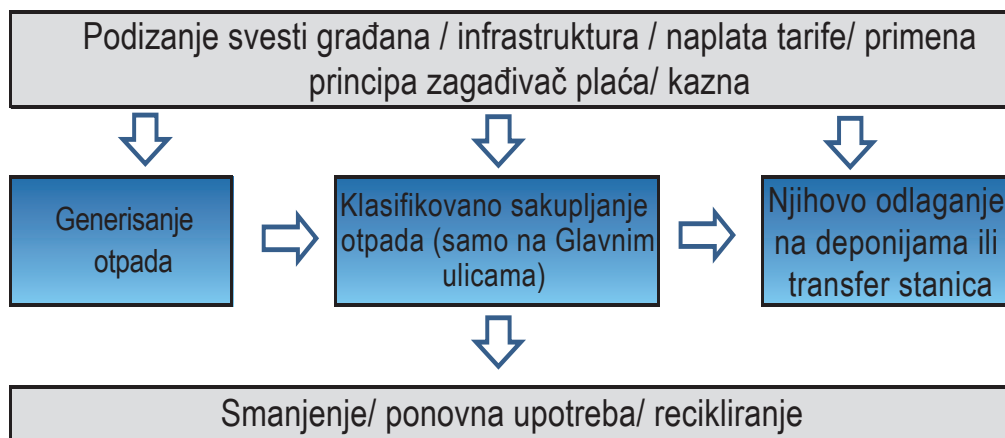 Podizanje svesti građana / infrastruktura / naplata tarife/ primena
principa zagađivač plaća/ kazna
Generisanje
otpada
Klasifikovano sakupljanje
otpada (samo na Glavnim
ulicama)
Njihovo odlaganje
na deponijama ili
transfer stanica
Smanjenje/ ponovna upotreba/ recikliranje